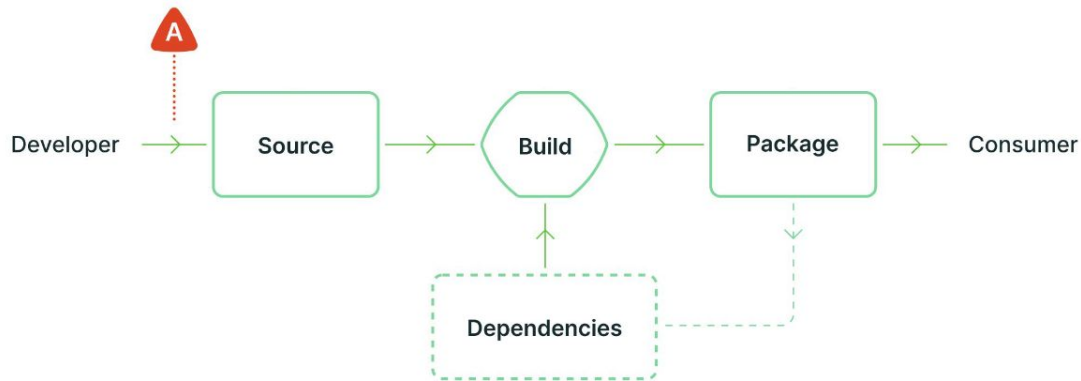 A
Developer
Source
Build
Package
Consumer
Dependencies